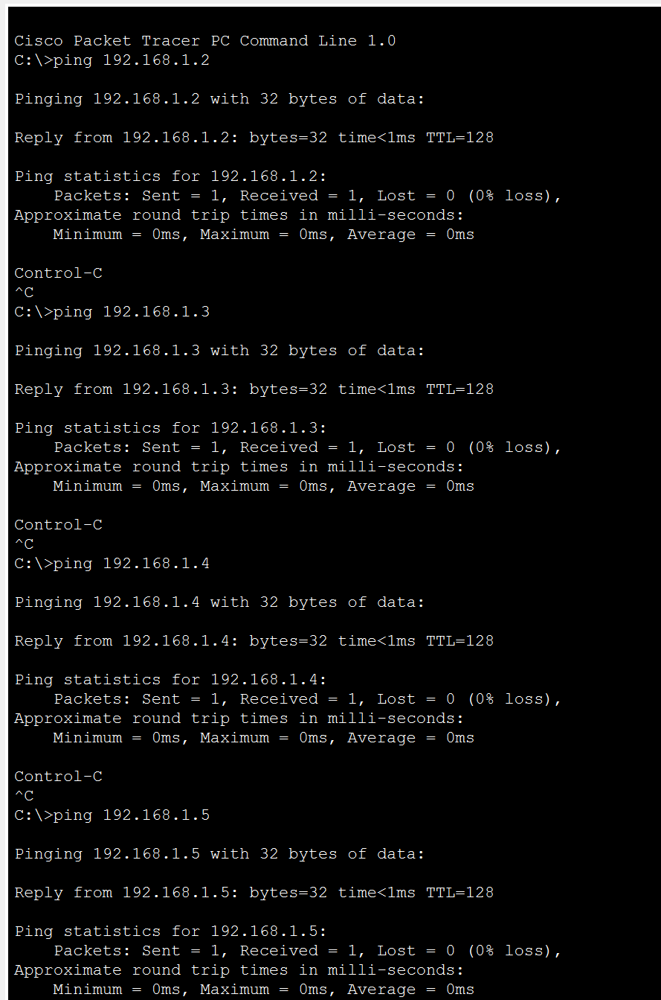 Cisco Packet Tracer PC Command Line 1.0
C:\>ping 192.168.1.2
Pinging 192.168.1.2 with 32 bytes of data:
Reply from 192.168.1.2: bytes=32 time<1ms TTL=128
Ping statistics for 192.168.1.2:
Packets: Sent = 1, Received = 1, Lost = 0 (0% loss),
Approximate round trip times in milli-seconds:
Minimum = 0ms, Maximum = 0ms, Average = 0ms
Control-C
^C
C:\>ping 192.168.1.3
Pinging 192.168.1.3 with 32 bytes of data:
Reply from 192.168.1.3: bytes=32 time<1ms TTL=128
Ping statistics for 192.168.1.3:
Packets: Sent = 1, Received = 1, Lost = 0 (0% loss),
Approximate round trip times in milli-seconds:
Minimum = 0ms, Maximum = 0ms, Average = 0ms
Control-C
^C
C:\>ping 192.168.1.4
Pinging 192.168.1.4 with 32 bytes of data:
Reply from 192.168.1.4: bytes=32 time<1ms TTL=128
Ping statistics for 192.168.1.4:
Packets: Sent = 1, Received = 1, Lost = 0 (0% loss),
Approximate round trip times in milli-seconds:
Minimum = 0ms, Maximum = 0ms, Average = 0ms
Control-C
^C
C:\>ping 192.168.1.5
Pinging 192.168.1.5 with 32 bytes of data:
Reply from 192.168.1.5: bytes=32 time<1ms TTL=128
Ping statistics for 192.168.1.5:
Packets: Sent = 1, Received = 1, Lost = 0 (0% loss),
Approximate round trip times in milli-seconds:
Minimum = 0ms, Maximum = 0ms, Average = 0ms